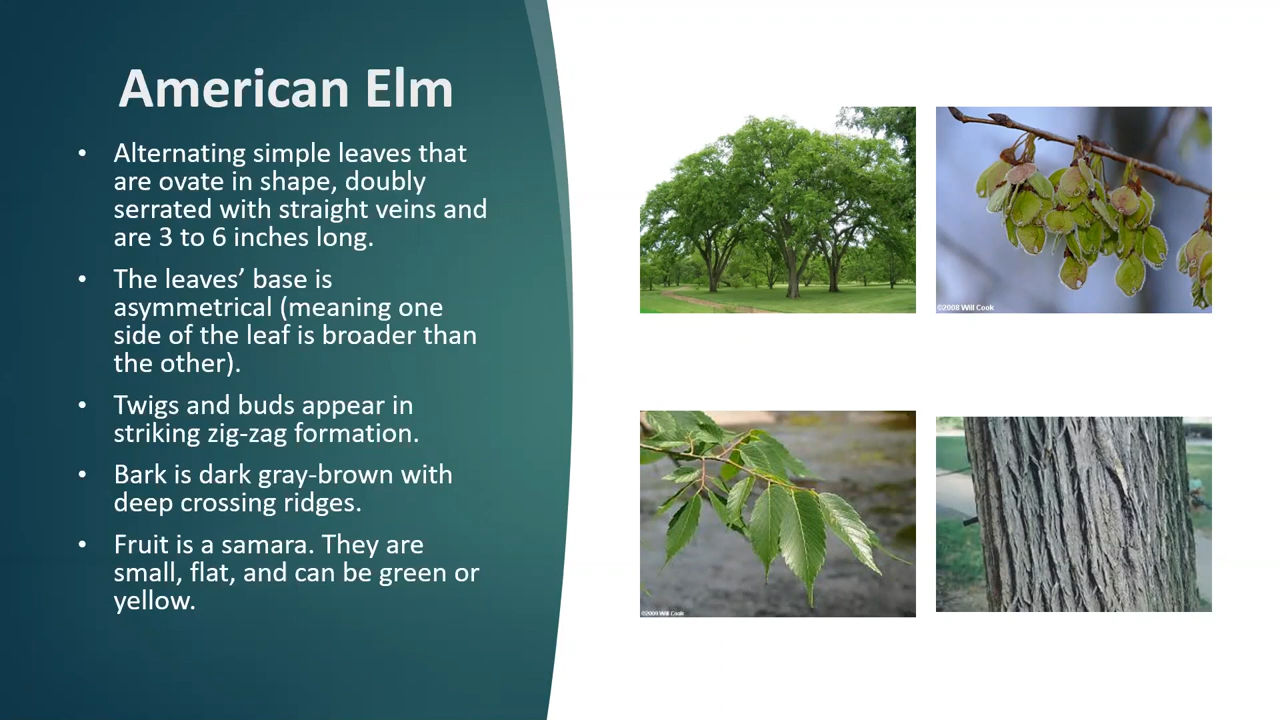 American Elm
• Alternating simple leaves that
are ovate in shape, doubly
serrated with straight veins and
are 3 to 6 inches long.
• The leaves’ base is
asymmetrical (meaning one
side of the leaf is broader than
the other).
• Twigs and buds appear in
striking zig-zag formation.
• Bark is dark gray-brown with
deep crossing ridges.
• Fruit is a samara. They are
small, flat, and can be green or
yellow.
©2008 Will Cook
©2009 Will Cook